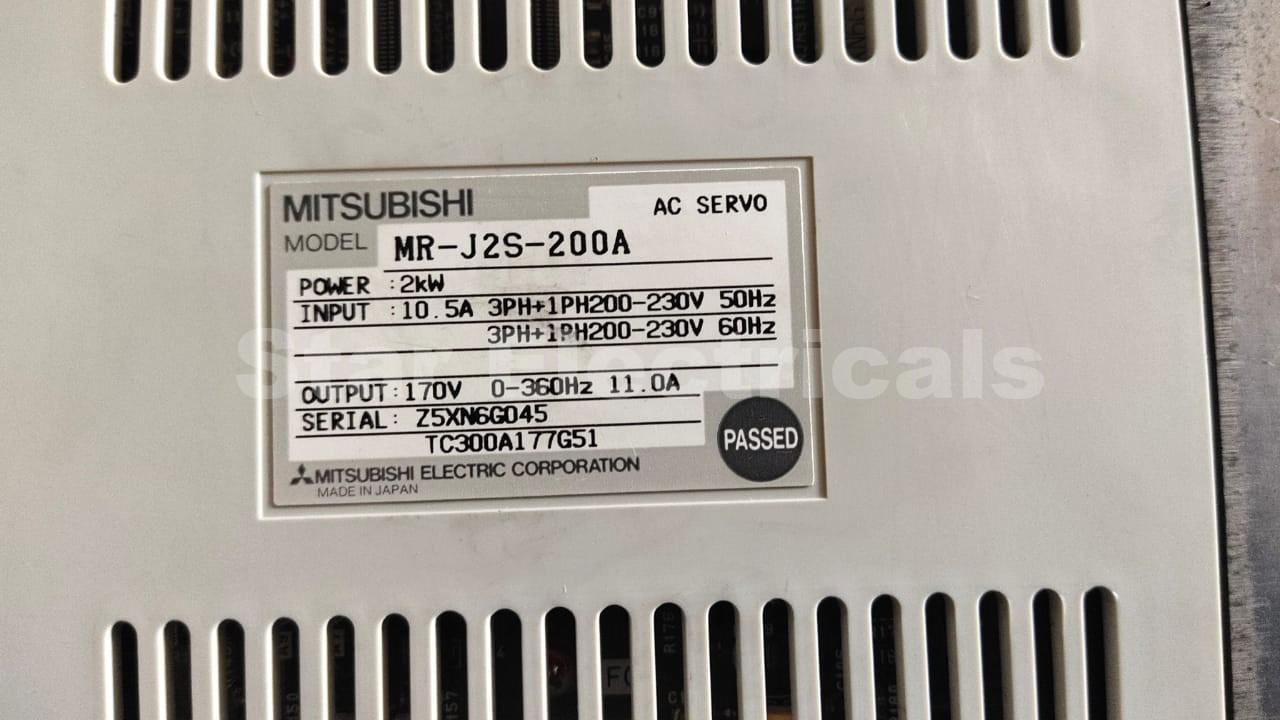 MITSUBISHI
AC SERVO
MODEL MR-J2S-200A
POWER :2kW
INPUT :10.5A 3PH+1PH200-230V 50Hz
3PH+1PH200-230V 60Hz
Star Electricals
OUTPUT:170V 0-360Hz 11.0A
SERIAL: Z5XN6G045
TC300A177G51
PASSED
MITSUBISHI ELECTRIC CORPORATION
MADE IN JAPAN